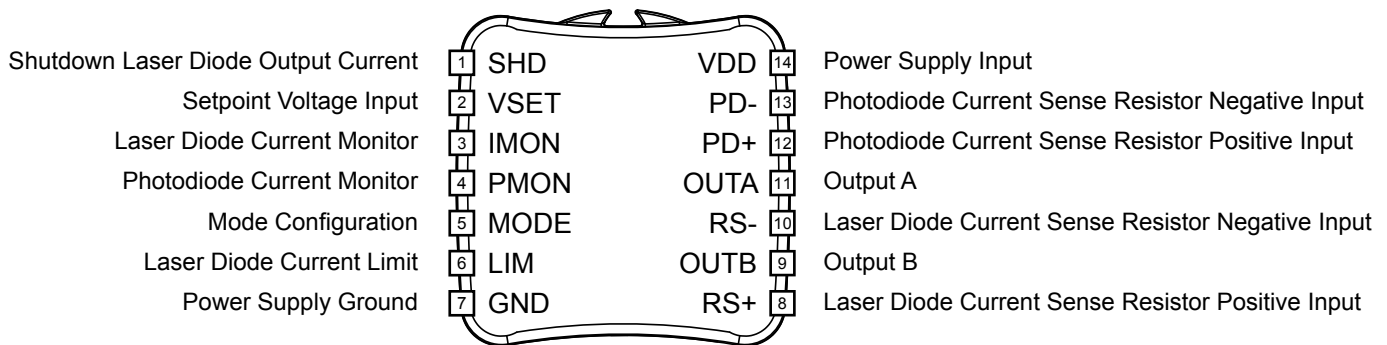 Shutdown Laser Diode Output Current 1 SHD VDD 14 Power Supply Input
Setpoint Voltage Input 2 VSET PD- 13 Photodiode Current Sense Resistor Negative Input
Laser Diode Current Monitor 3 IMON PD+ 12 Photodiode Current Sense Resistor Positive Input
Photodiode Current Monitor 4 PMON OUTA 11 Output A
Mode Configuration 5 MODE RS- 10 Laser Diode Current Sense Resistor Negative Input
Laser Diode Current Limit 6 LIM OUTB 9 Output B
Power Supply Ground 7 GND RS+ 8 Laser Diode Current Sense Resistor Positive Input